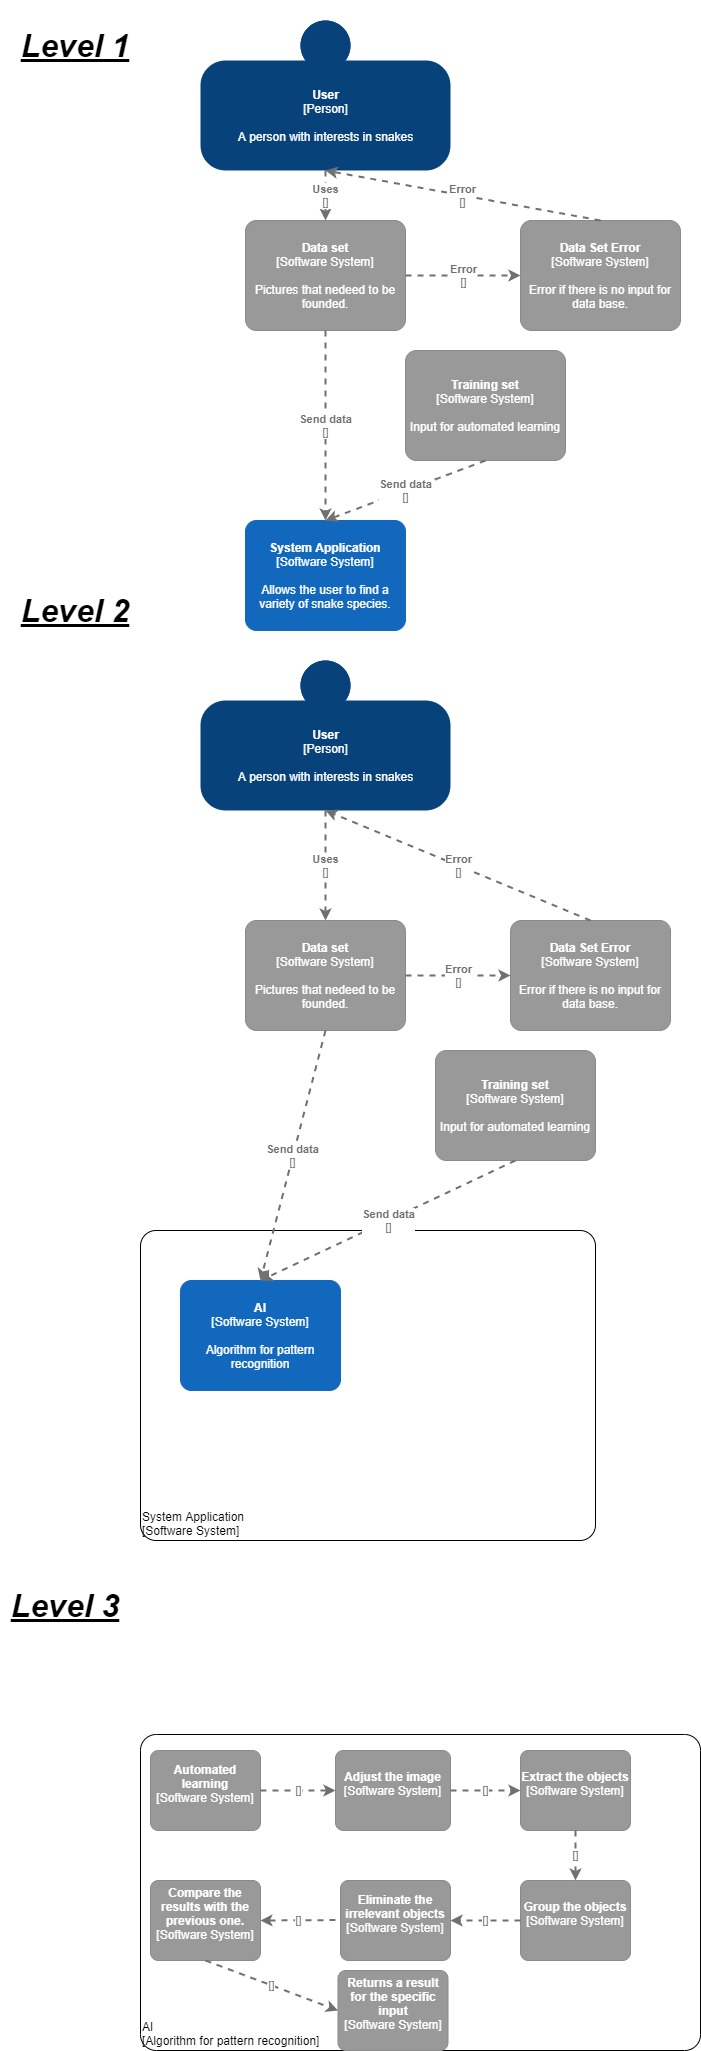 Level 1
User
[Person]
A person with interests in snakes
Uses
[]
Error
[]
Data set
[Software System]
Pictures that nedeed to be
founded.
Error
[]
Data Set Error
[Software System]
Error if there is no input for
data base.
Training set
[Software System]
Input for automated learning
Send data
[]
Send data
[]
System Application
[Software System]
Allows the user to find a
variety of snake species.
Level 2
User
[Person]
A person with interests in snakes
Uses
[]
Error
[]
Data set
[Software System]
Pictures that nedeed to be
founded.
Error
[]
Data Set Error
[Software System]
Error if there is no input for
data base.
Training set
[Software System]
Input for automated learning
Send data
[]
Send data
[]
AI
[Software System]
Algorithm for pattern
recognition
System Application
[Software System]
Level 3
Automated
learning
[Software System]
[]
Adjust the image
[Software System]
[]
Extract the objects
[Software System]
[]
Group the objects
[Software System]
[]
Eliminate the
irrelevant objects
[Software System]
[]
Compare the
results with the
previous one.
[Software System]
[]
Returns a result
for the specific
input
[Software System]
AI
[Algorithm for pattern recognition]